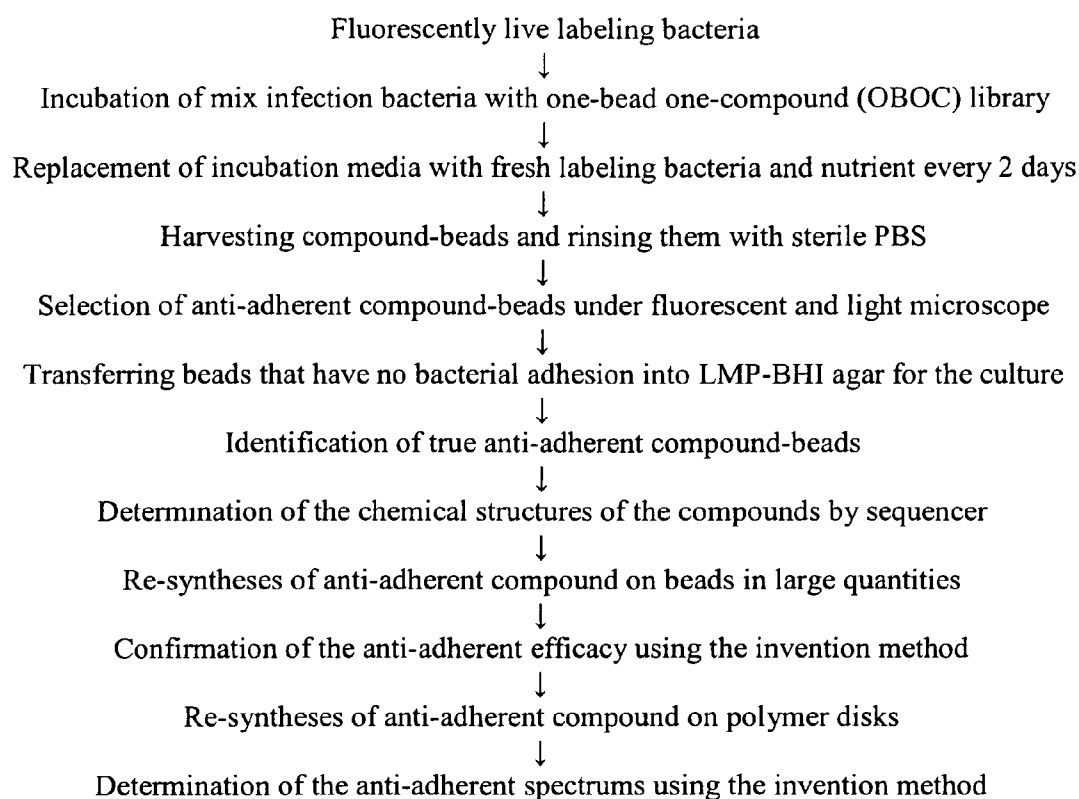 Fluorescently live labeling bacteria
↓
Incubation of mix infection bacteria with one-bead one-compound (OBOC) library
↓
Replacement of incubation media with fresh labeling bacteria and nutrient every 2 days
↓
Harvesting compound-beads and rinsing them with sterile PBS
↓
Selection of anti-adherent compound-beads under fluorescent and light microscope
↓
Transferring beads that have no bacterial adhesion into LMP-BHI agar for the culture
↓
Identification of true anti-adherent compound-beads
↓
Determination of the chemical structures of the compounds by sequencer
↓
Re-syntheses of anti-adherent compound on beads in large quantities
↓
Confirmation of the anti-adherent efficacy using the invention method
↓
Re-syntheses of anti-adherent compound on polymer disks
↓
Determination of the anti-adherent spectrums using the invention method